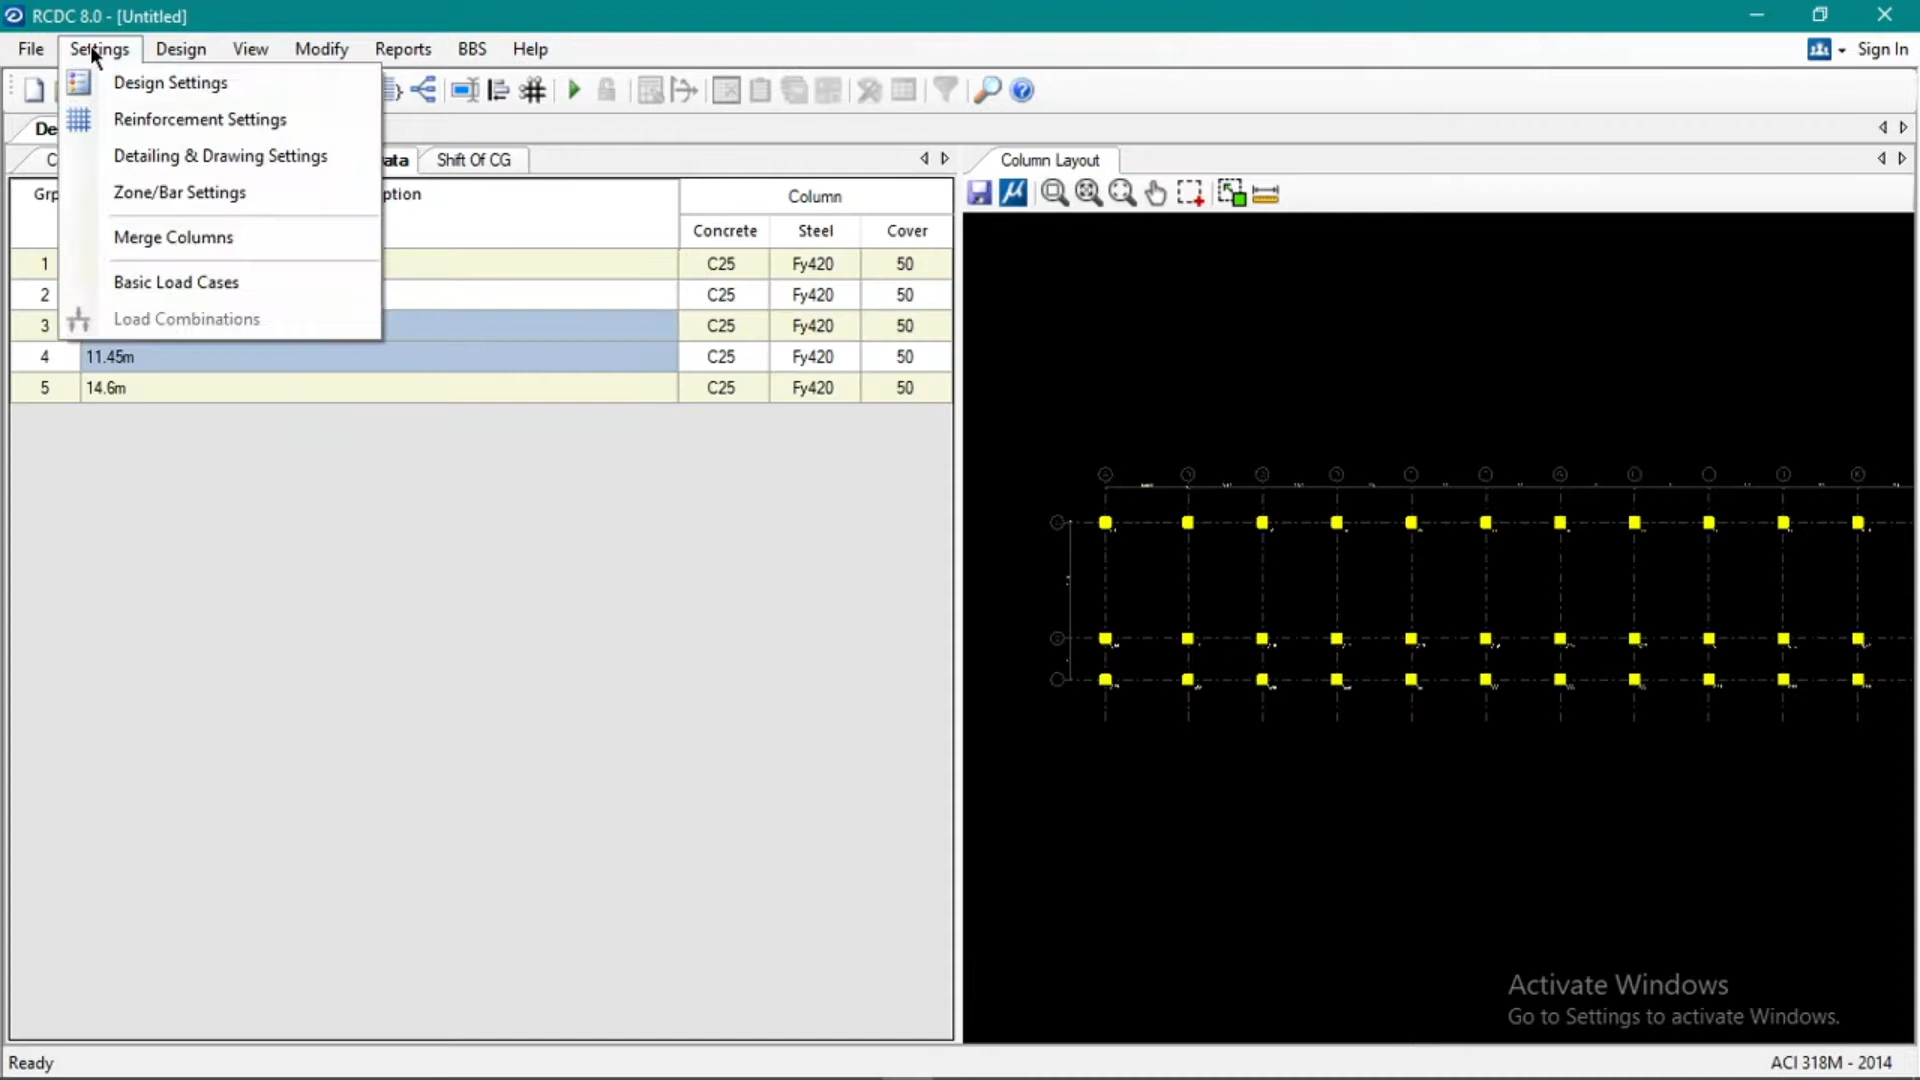 RCDC 8.0 - [Untitled]
File Settings Design View Modify Reports BBS Help
Sign In
Design Settings
Reinforcement Settings
Detailing & Drawing Settings
Zone/Bar Settings
Merge Columns
Basic Load Cases
Load Combinations
De
C ata Shift Of CG
Column Layout
Grp ption Column
Concrete Steel Cover
1 C25 Fy420 50
2 C25 Fy420 50
3 C25 Fy420 50
4 11.45m C25 Fy420 50
5 14.6m C25 Fy420 50
Activate Windows
Go to Settings to activate Windows.
Ready
ACI 318M - 2014